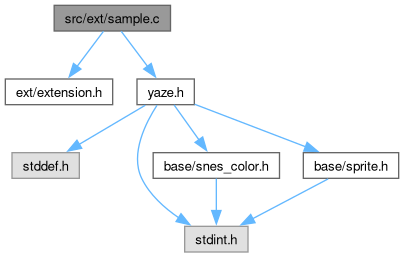 src/ext/sample.c
ext/extension.h
yaze.h
stddef.h
base/snes_color.h
base/sprite.h
stdint.h